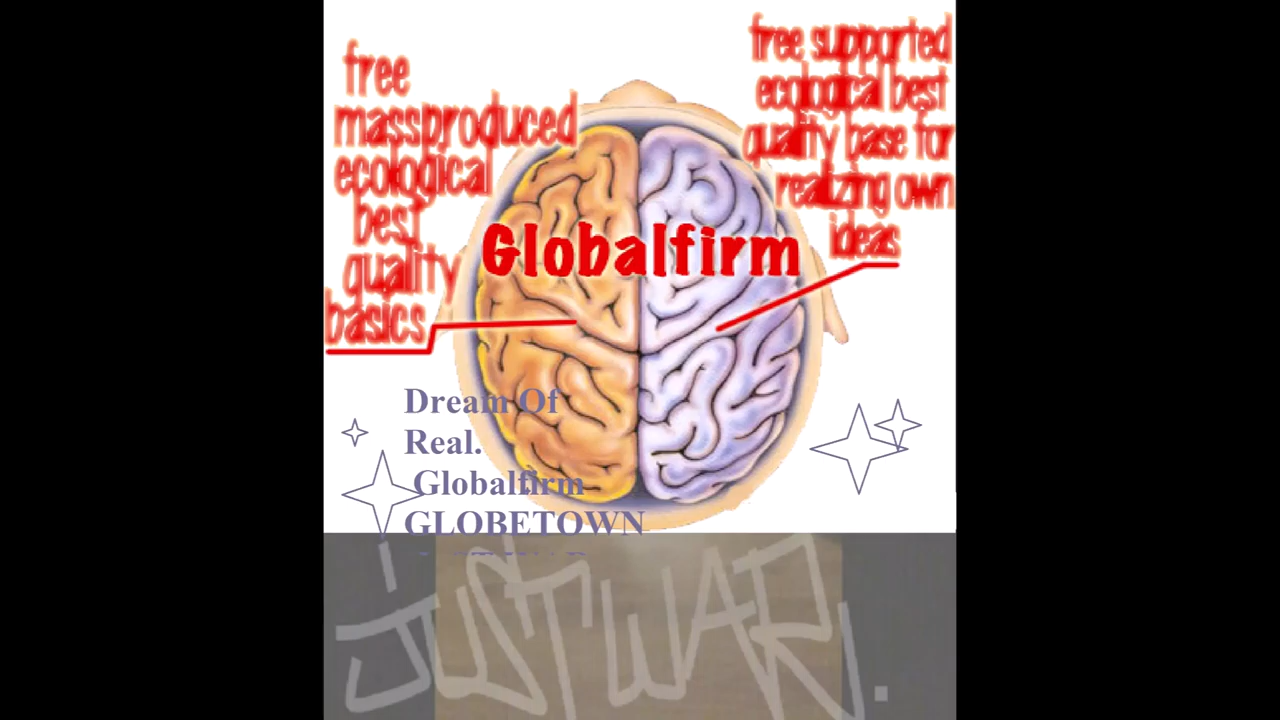 free
massproduced
ecological
best
quality
basics
free supported
ecological best
quality base for
realizing own
ideas
Globalfirm
Dream Of
Real.
Globalfirm
GLOBETOWN
JUST WAR.